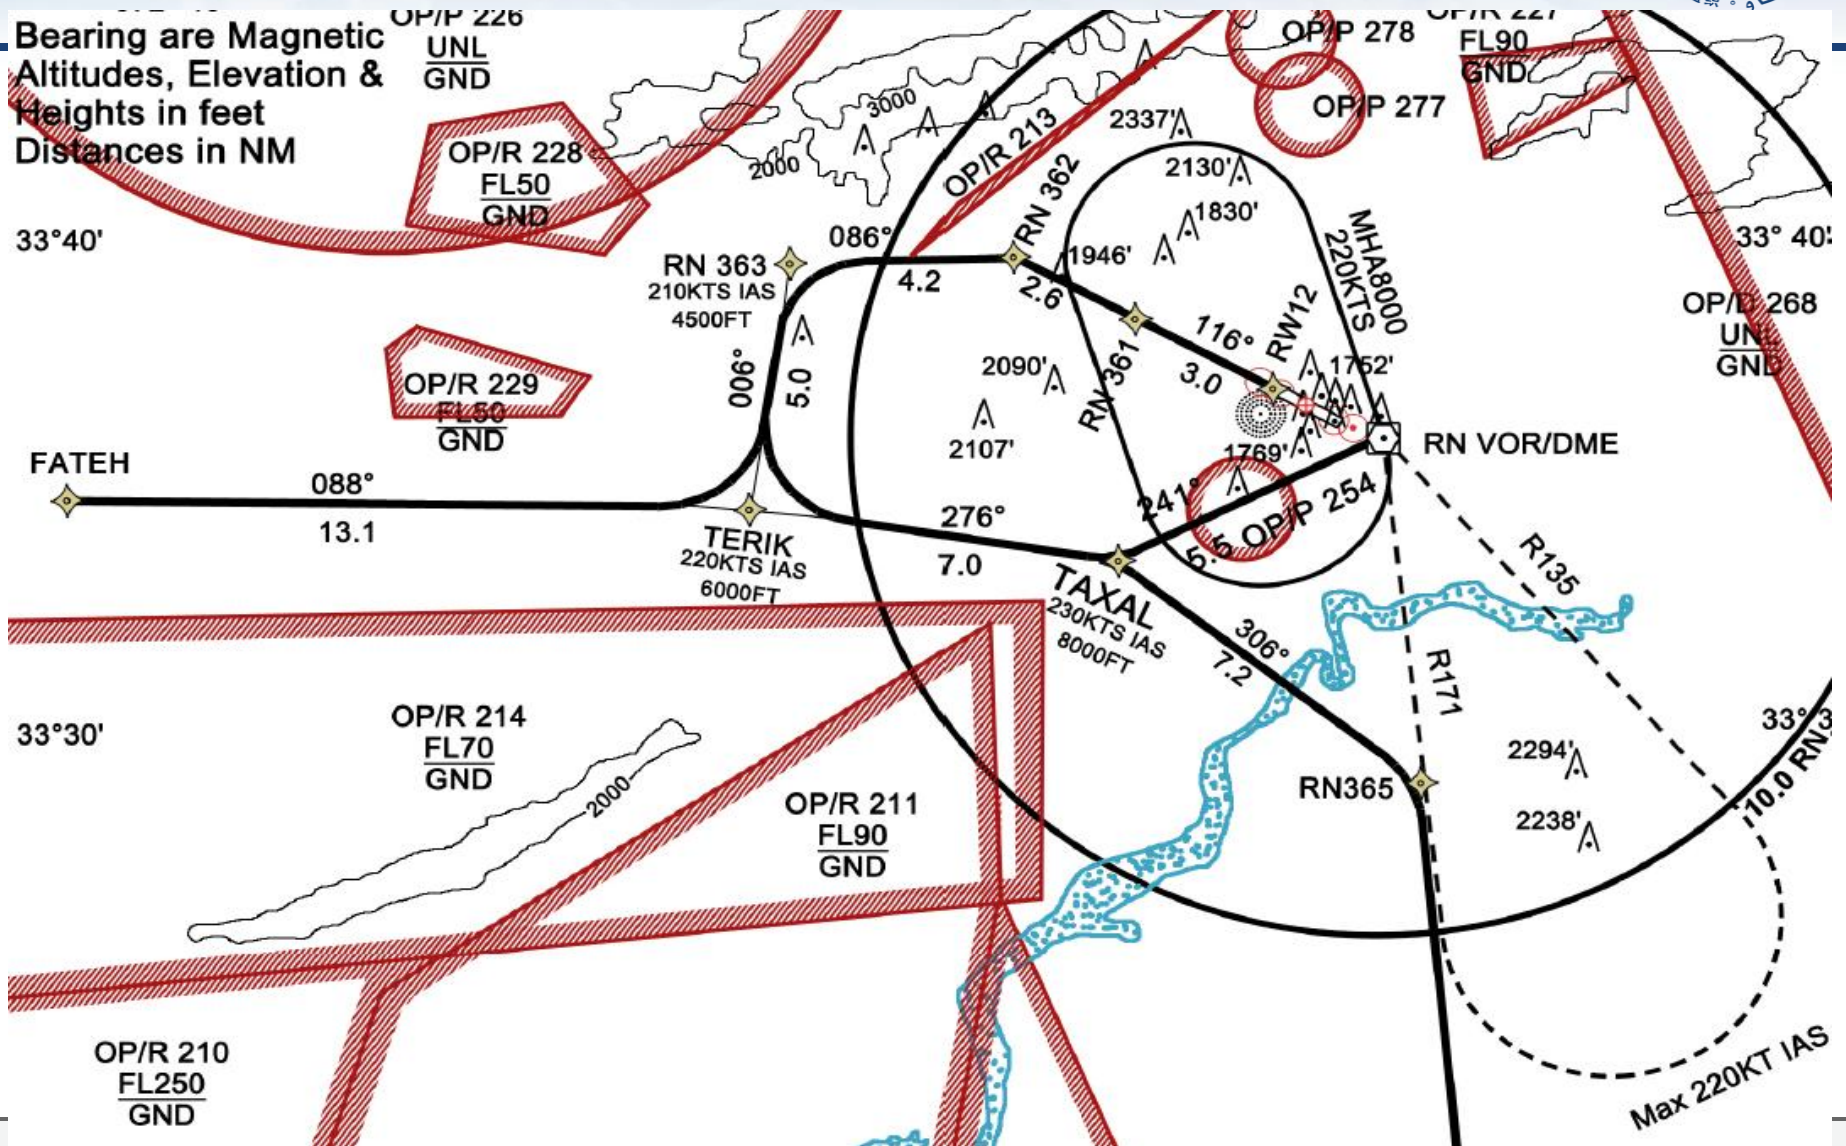 Bearing are Magnetic
Altitudes, Elevation &
Heights in feet
Distances in NM
OP/P 226
UNL
GND
OP/R 228
FL50
GND
3000
2000
OP/R 213
2337'
2130'
1830'
1946'
OP/P 278
OP/P 277
OP/R 227
FL90
GND
33°40'
33° 40'
RN 363
210KTS IAS
4500FT
086°
4.2
RN 362
2.6
MHA8000
220KTS
OP/D 268
UNL
GND
116°
3.0
RW12
RN 361
1752'
2090'
2107'
1769'
006°
5.0
OP/R 229
FL50
GND
FATEH
088°
13.1
TERIK
220KTS IAS
6000FT
276°
7.0
TAXAL
230KTS IAS
8000FT
241°
5.5
OP/P 254
RN VOR/DME
R135
R171
306°
7.2
RN365
2294'
2238'
33°30'
33°3
10.0 RN
OP/R 214
FL70
GND
2000
OP/R 211
FL90
GND
OP/R 210
FL250
GND
Max 220KT IAS